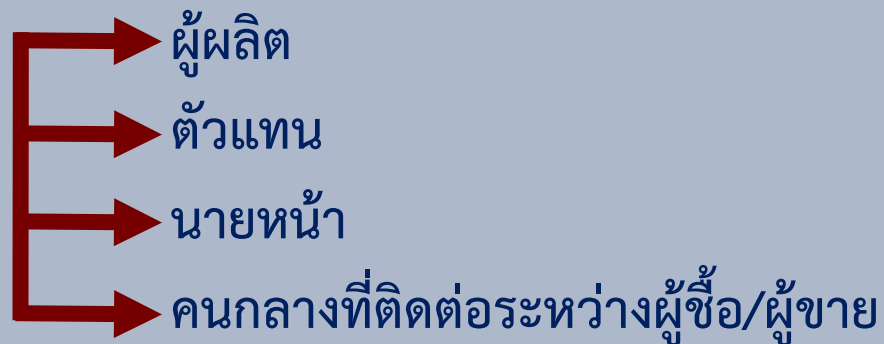 ผู้ผลิต
ตัวแทน
นายหน้า
คนกลางที่ติดต่อระหว่างผู้ชื้อ/ผู้ขาย